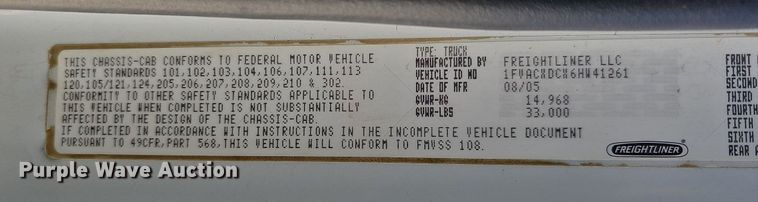 THIS CHASSIS-CAB CONFORMS TO FEDERAL MOTOR VEHICLE
SAFETY STANDARDS 101,102,103,104,106,107,111,113
120,105/121,124,205,206,207,208,209,210 & 302.
CONFORMITY TO OTHER SAFETY STANDARDS APPLICABLE TO
THIS VEHICLE WHEN COMPLETED IS NOT SUBSTANTIALLY
AFFECTED BY THE DESIGN OF THE CHASSIS-CAB.
IF COMPLETED IN ACCORDANCE WITH INSTRUCTIONS IN THE INCOMPLETE VEHICLE DOCUMENT
PURSUANT TO 49CFR,PART 568,THIS VEHICLE WILL CONFORM TO FMVSS 108.
TYPE: TRUCK
MANUFACTURED BY FREIGHTLINER LLC
VEHICLE ID NO 1FVACXDCX6HW41261
DATE OF MFR 08/05
GVWR-KG 14,968
GVWR-LBS 33,000
FREIGHTLINER
FRONT
FIRST
SECOND
THIRD
FOURTH
FIFTH
SIXTH
REAR
Purple Wave Auction